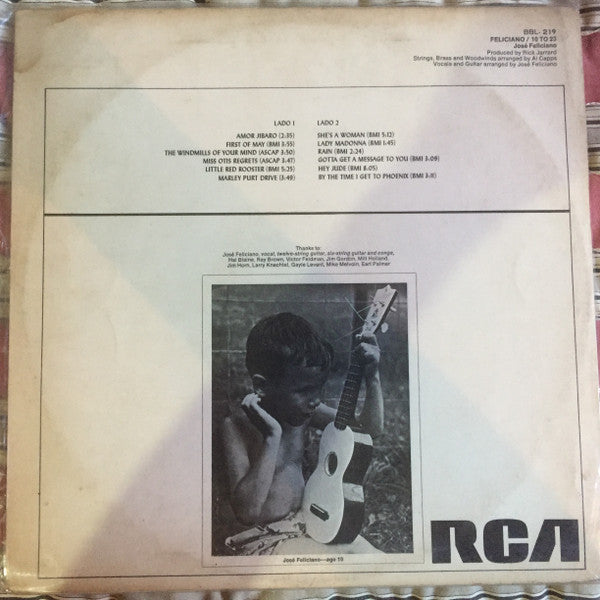 BBL- 219
FELICIANO / 10 TO 23
José Feliciano
Produced by Rick Jarrard
Strings, Brass and Woodwinds arranged by Al Capps
Vocals and Guitar arranged by José Feliciano
LADO 1
AMOR JIBARO (2:35)
FIRST OF MAY (BMI 3:55)
THE WINDMILLS OF YOUR MIND (ASCAP 3:50)
MISS OTIS REGRETS (ASCAP 3:47)
LITTLE RED ROOSTER (BMI 5:25)
MARLEY PURT DRIVE (3:49)
LADO 2
SHE'S A WOMAN (BMI 5:12)
LADY MADONNA (BMI 1:45)
RAIN (BMI 2:24)
GOTTA GET A MESSAGE TO YOU (BMI 3:09)
HEY JUDE (BMI 8:05)
BY THE TIME I GET TO PHOENIX (BMI 3:11)
Thanks to:
José Feliciano, vocal, twelve-string guitar, six-string guitar and conga,
Hal Blaine, Ray Brown, Victor Feldman, Jim Gordon, Milt Holland,
Jim Horn, Larry Knechtel, Gayle Levant, Mike Melvoin, Earl Palmer
José Feliciano—age 10
RCA